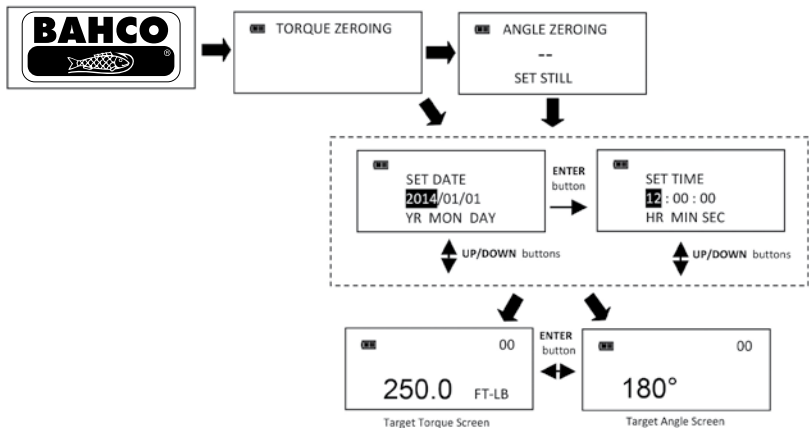 BAHCO
®
TORQUE ZEROING
ANGLE ZEROING
--
SET STILL
SET DATE
2014/01/01
YR MON DAY
ENTER
button
SET TIME
12 : 00 : 00
HR MIN SEC
UP/DOWN buttons
UP/DOWN buttons
00
250.0 FT-LB
Target Torque Screen
ENTER
button
00
180°
Target Angle Screen